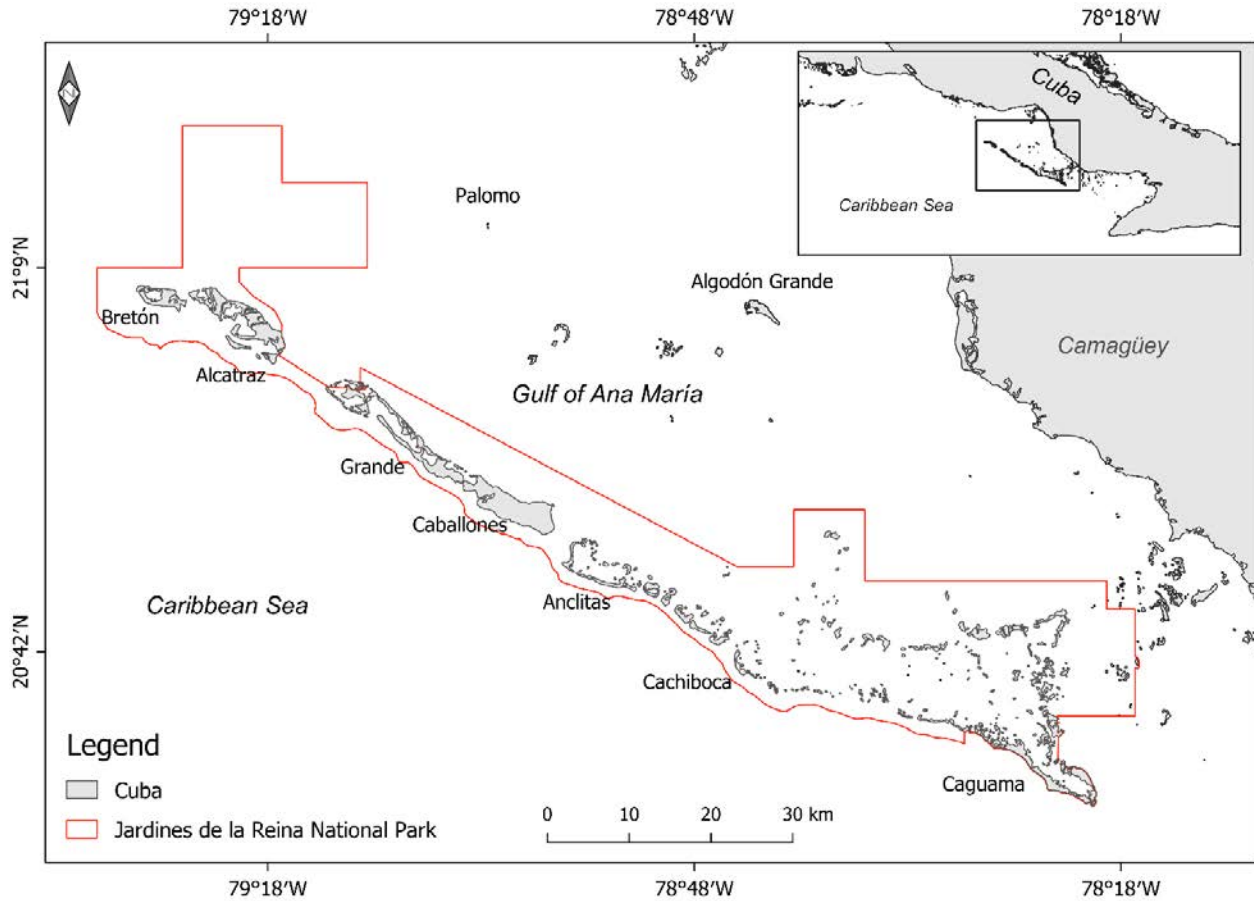 79°18'W
78°48'W
78°18'W
N
Cuba
Caribbean Sea
Palomo
21°9'N
Algodón Grande
Bretón
Camagüey
Alcatraz
Gulf of Ana María
Grande
Caballones
Caribbean Sea
Anclitas
20°42'N
Cachiboca
Legend
Caguama
Cuba
0 10 20 30 km
Jardines de la Reina National Park
79°18'W
78°48'W
78°18'W